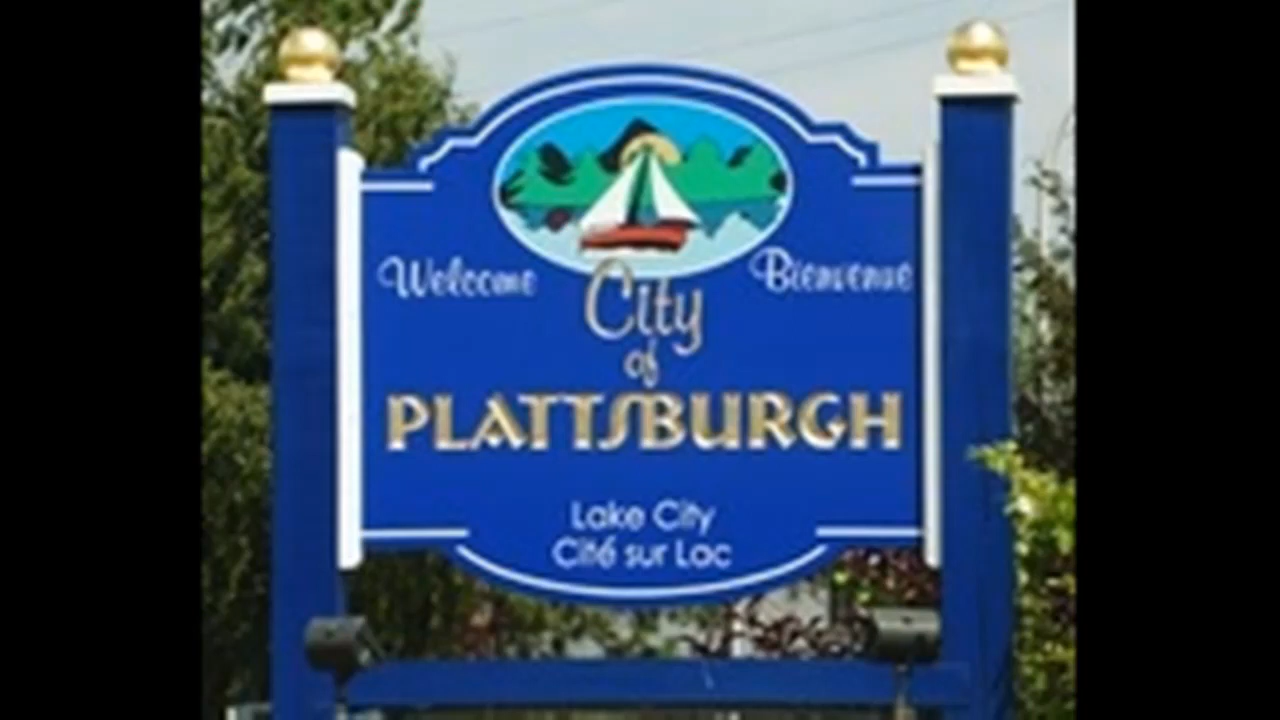 Welcome Bienvenue
City
of
PLATTSBURGH
Lake City
Cité sur Lac